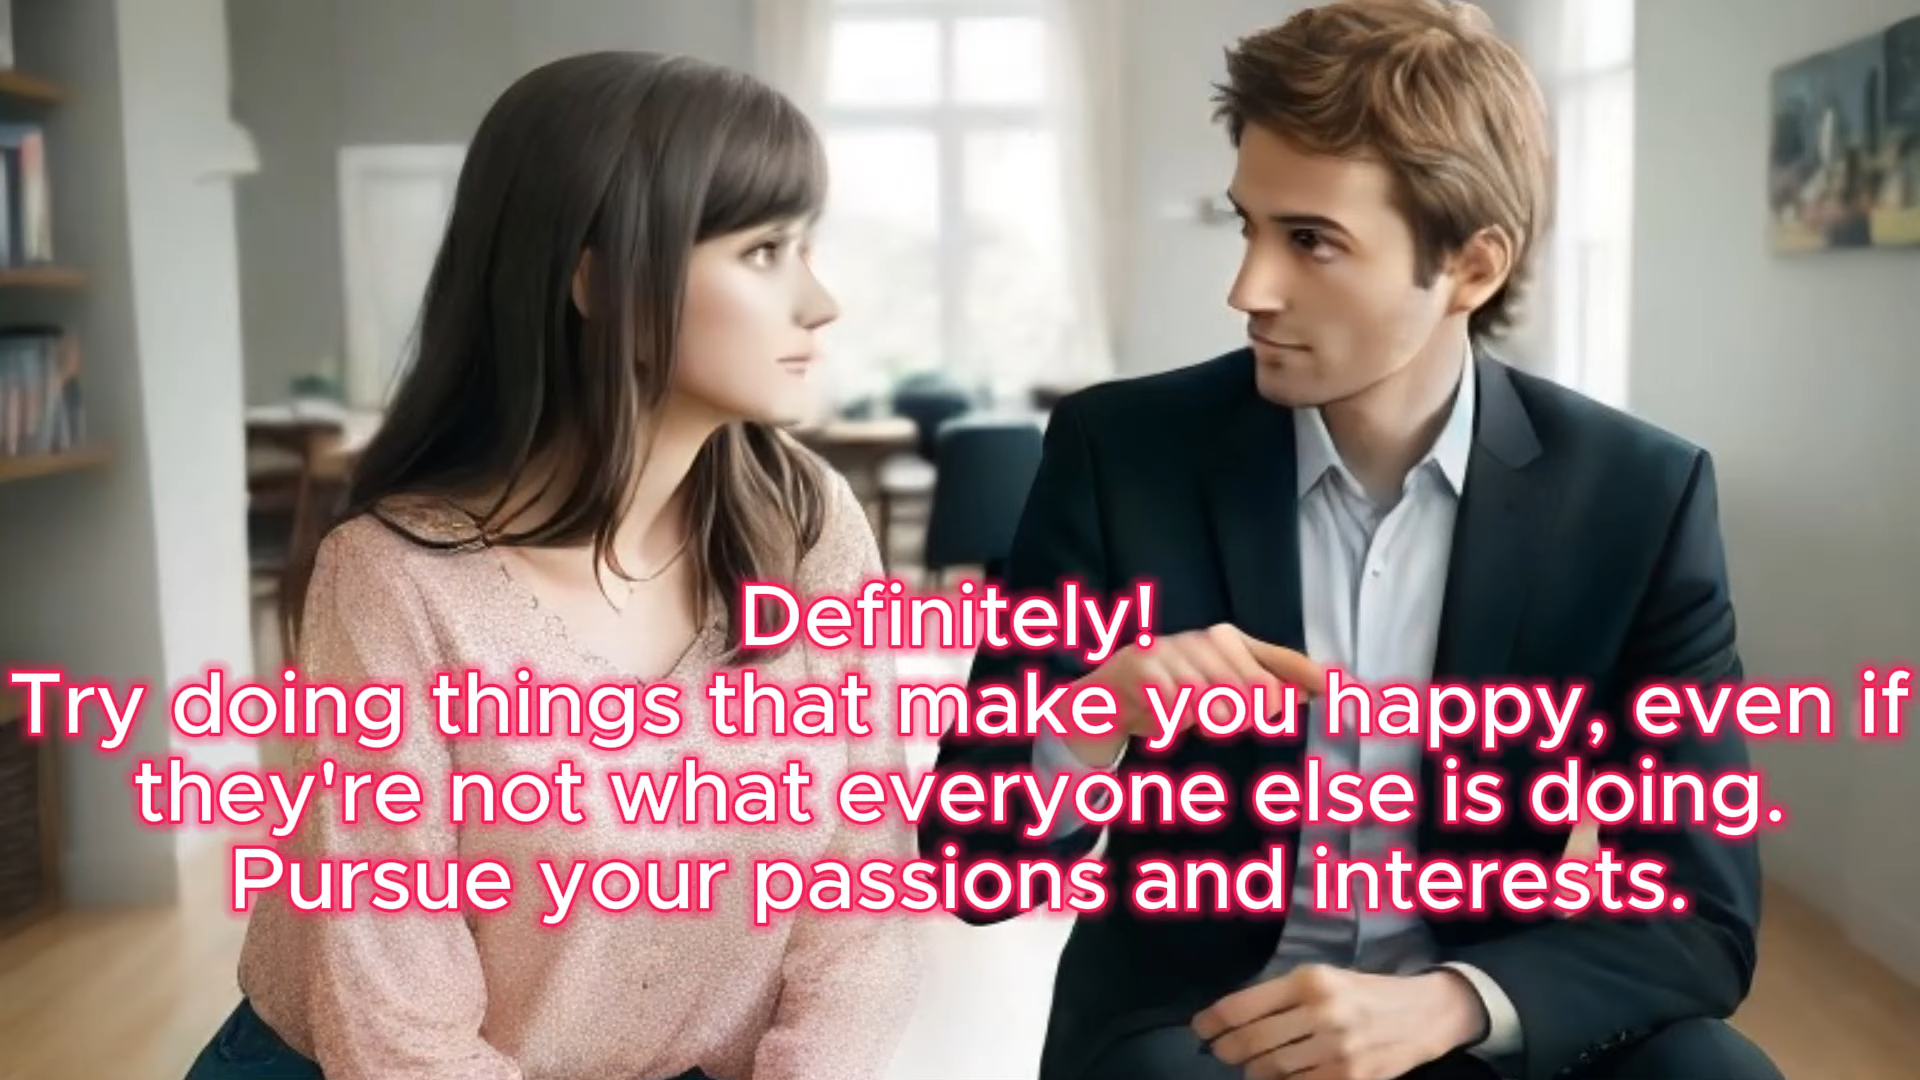 Definitely!
Try doing things that make you happy, even if
they're not what everyone else is doing.
Pursue your passions and interests.